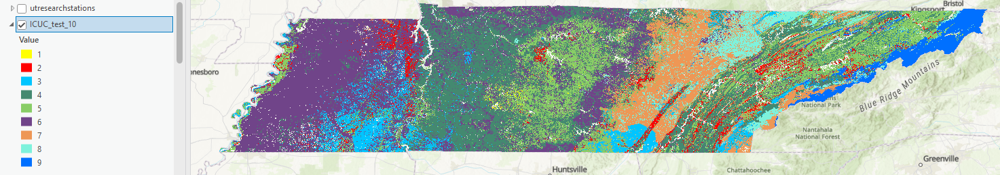 utresearchstations
ICUC_test_10
Value
1
2
3
4
5
6
7
8
9
onesboro
Huntsville
Bristol
Kingsport
Blue Ridge Mountains
National Park
Nantahala
National Forest
Greenville
Chattahoochee